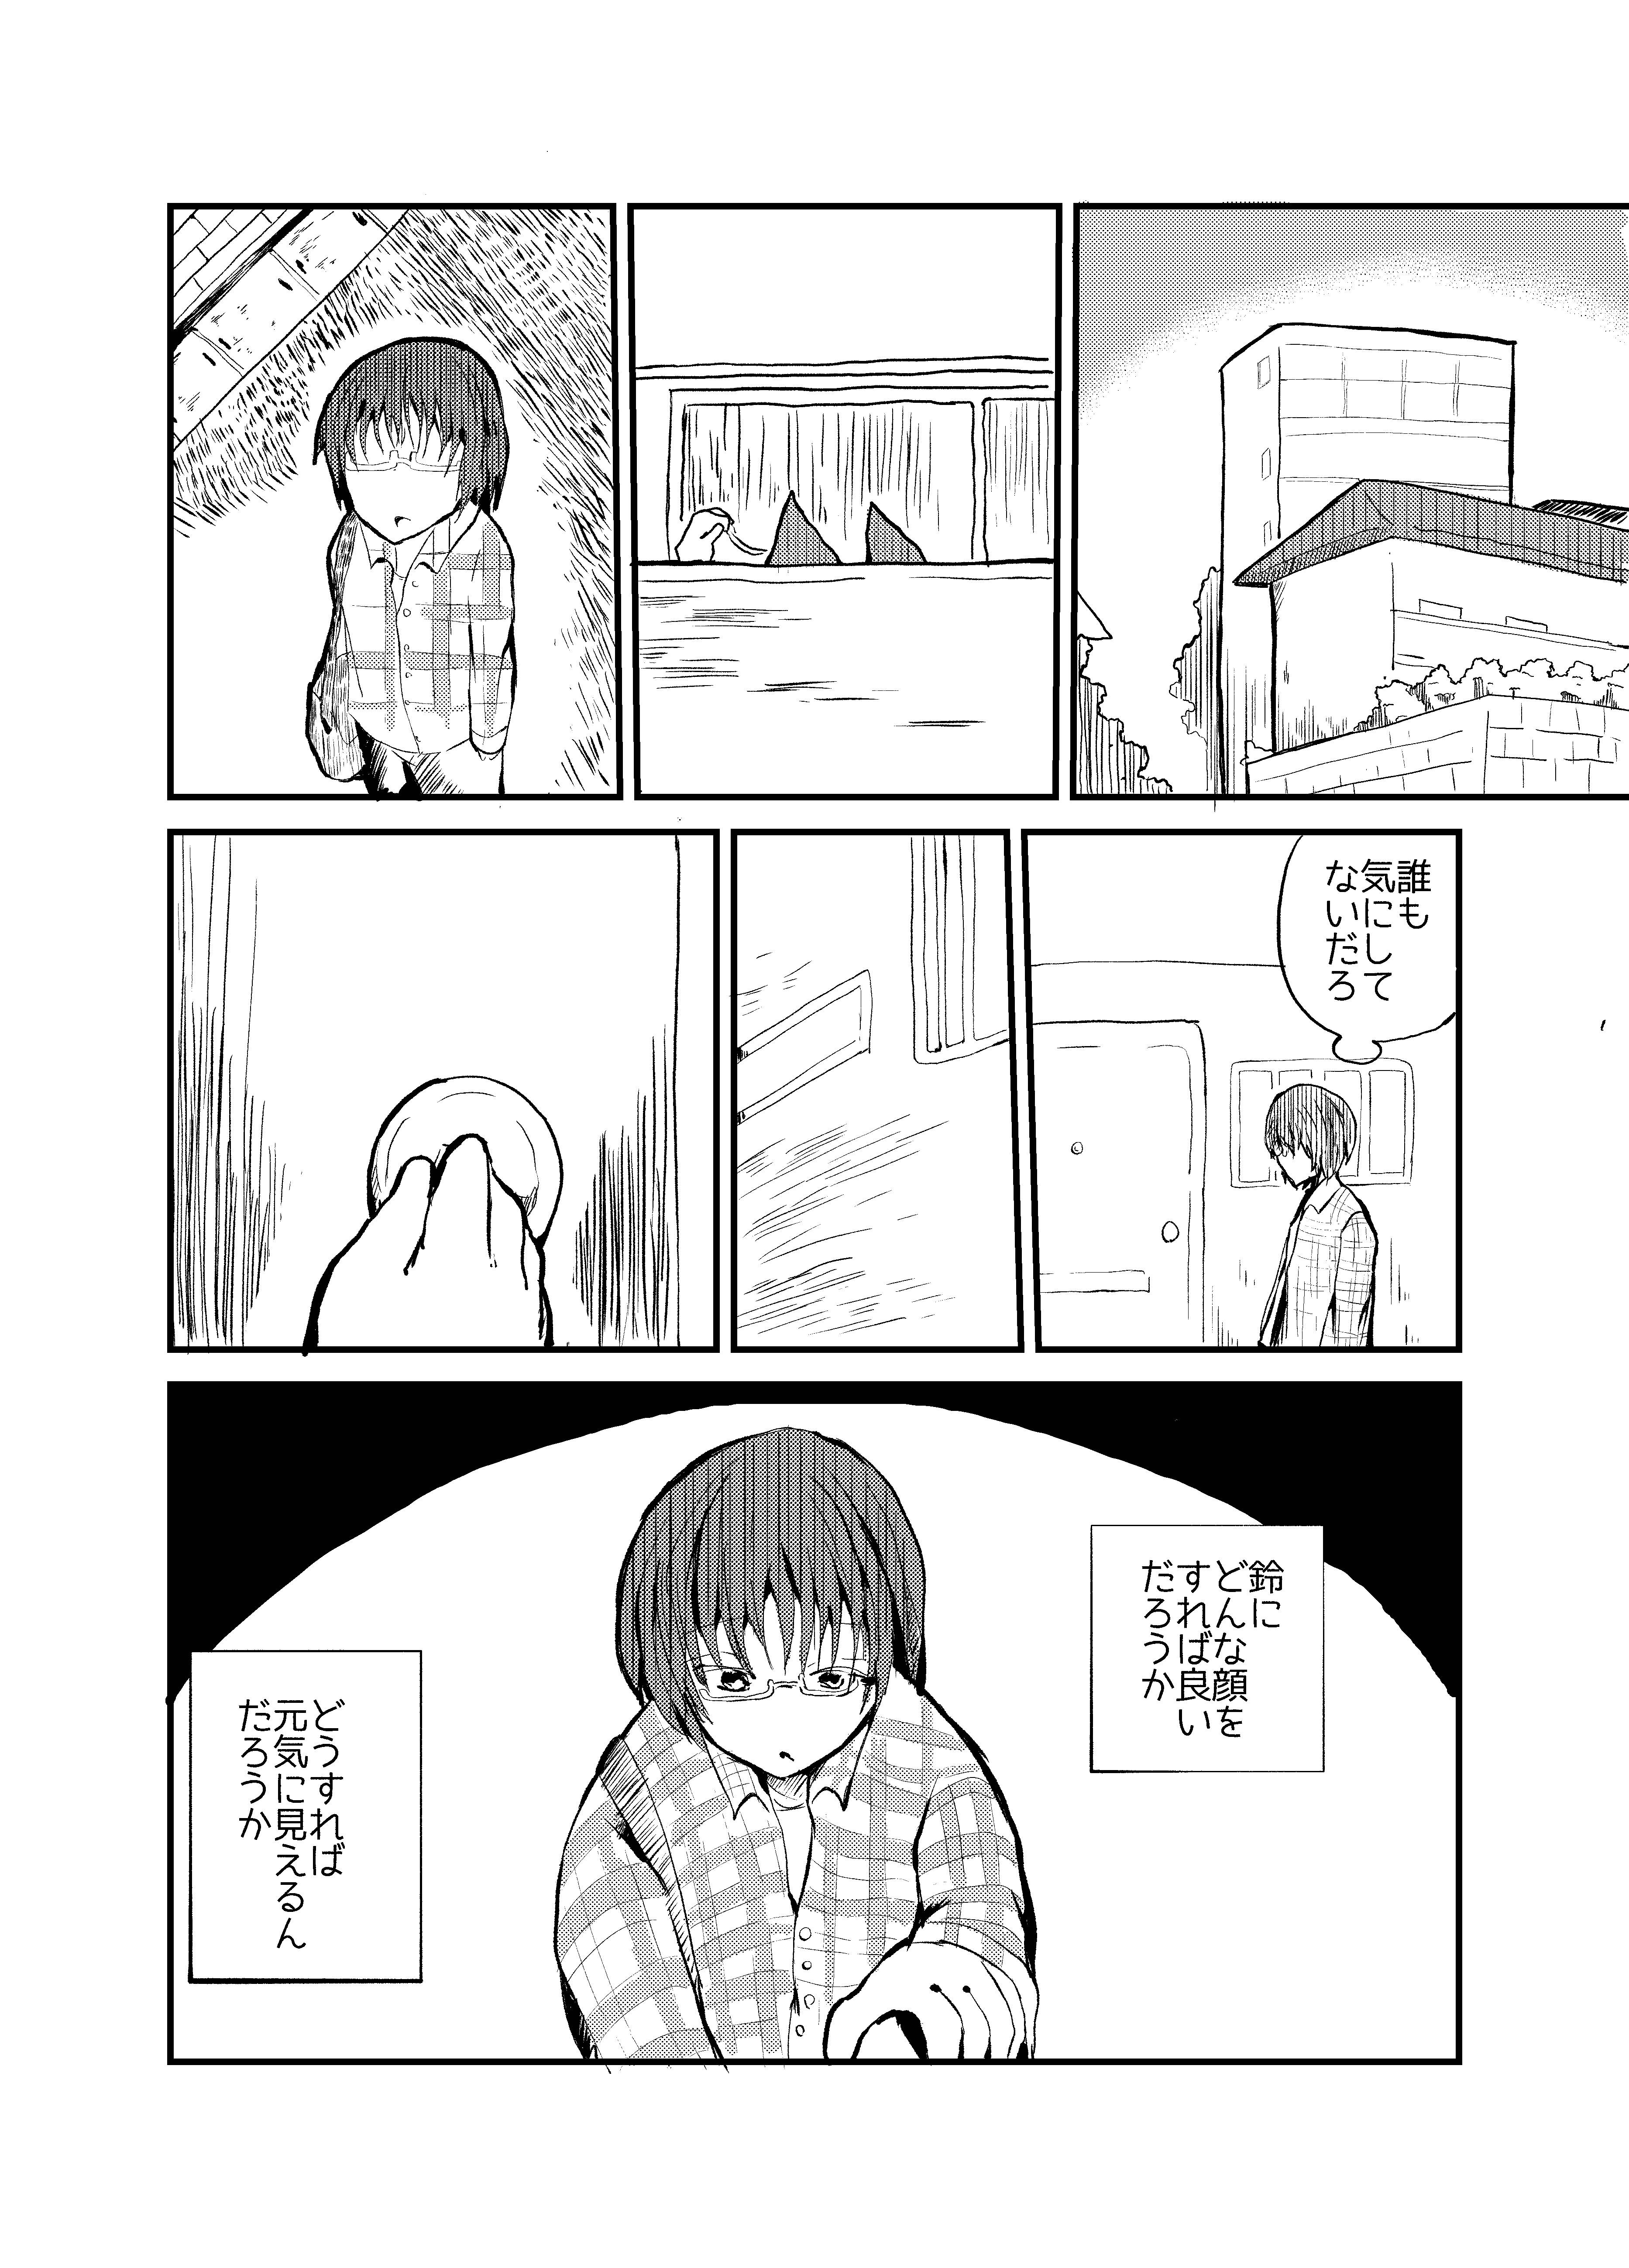 誰も
気にして
ないだろ
鈴に
どんな顔を
すれば良い
だろうか
どうすれば
元気に見えるん
だろうか